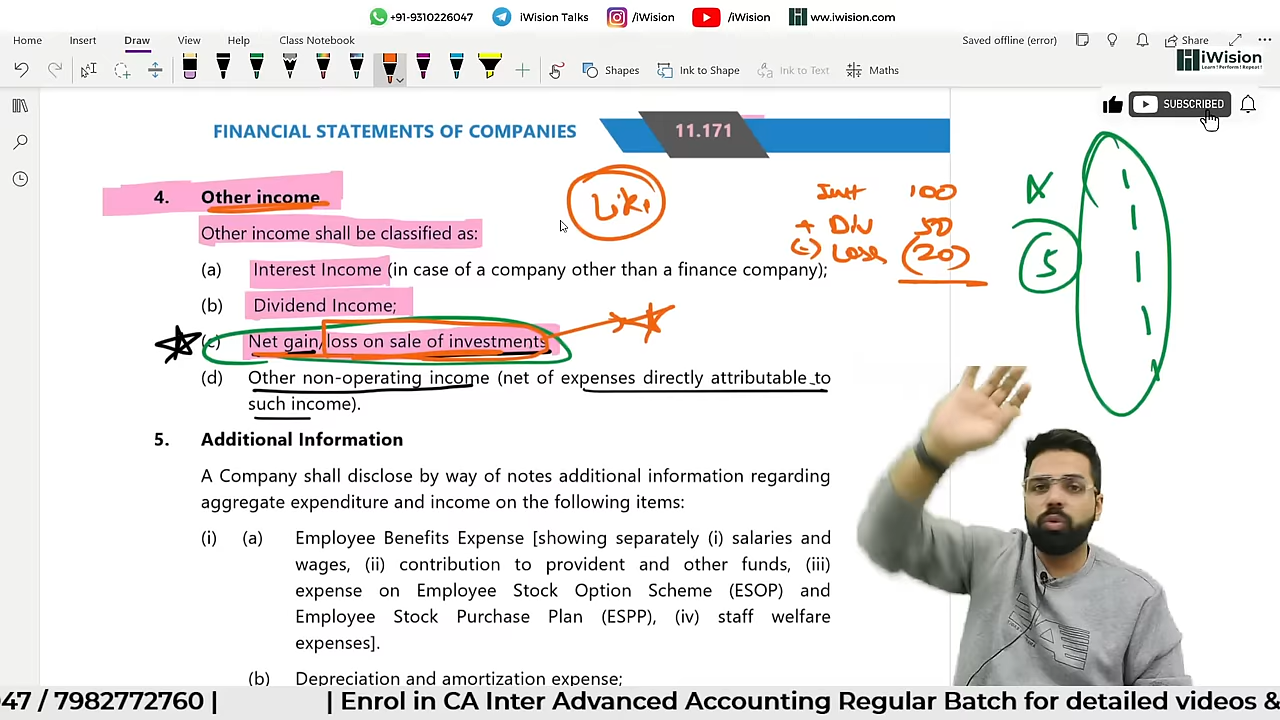 +91-9310226047 iWision Talks /iWision /iWision ww.iwision.com
Home Insert Draw View Help Class Notebook Saved offline (error) Share
Shapes Ink to Shape Ink to Text Maths
iWision
Learn ! Perform ! Repeat !
SUBSCRIBED
FINANCIAL STATEMENTS OF COMPANIES 11.171
4. Other income
Like
Int 100
+ Div 50
(-) Loss (20)
5
Other income shall be classified as:
(a) Interest Income (in case of a company other than a finance company);
(b) Dividend Income;
(c) Net gain/loss on sale of investments
(d) Other non-operating income (net of expenses directly attributable to
such income).
5. Additional Information
A Company shall disclose by way of notes additional information regarding
aggregate expenditure and income on the following items:
(i) (a) Employee Benefits Expense [showing separately (i) salaries and
wages, (ii) contribution to provident and other funds, (iii)
expense on Employee Stock Option Scheme (ESOP) and
Employee Stock Purchase Plan (ESPP), (iv) staff welfare
expenses].
(b) Depreciation and amortization expense;
047 / 7982772760 | | Enrol in CA Inter Advanced Accounting Regular Batch for detailed videos &